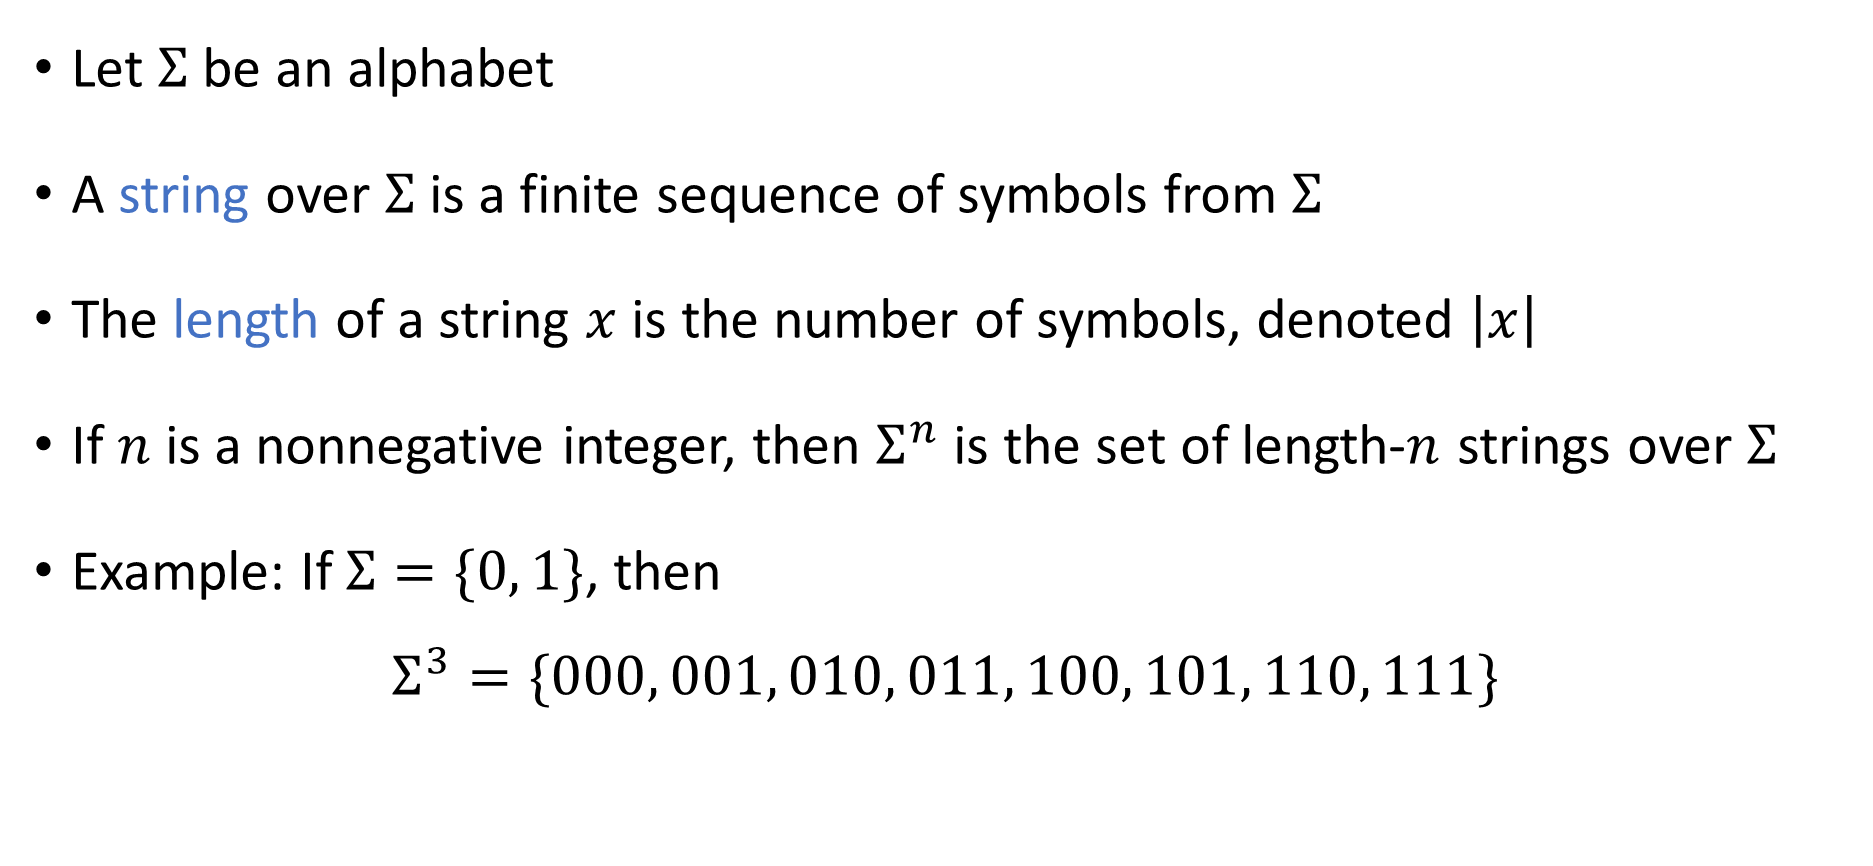 • Let Σ be an alphabet
• A string over Σ is a finite sequence of symbols from Σ
• The length of a string 𝑥 is the number of symbols, denoted |𝑥|
• If 𝑛 is a nonnegative integer, then Σⁿ is the set of length-𝑛 strings over Σ
• Example: If Σ = {0, 1}, then
Σ³ = {000, 001, 010, 011, 100, 101, 110, 111}